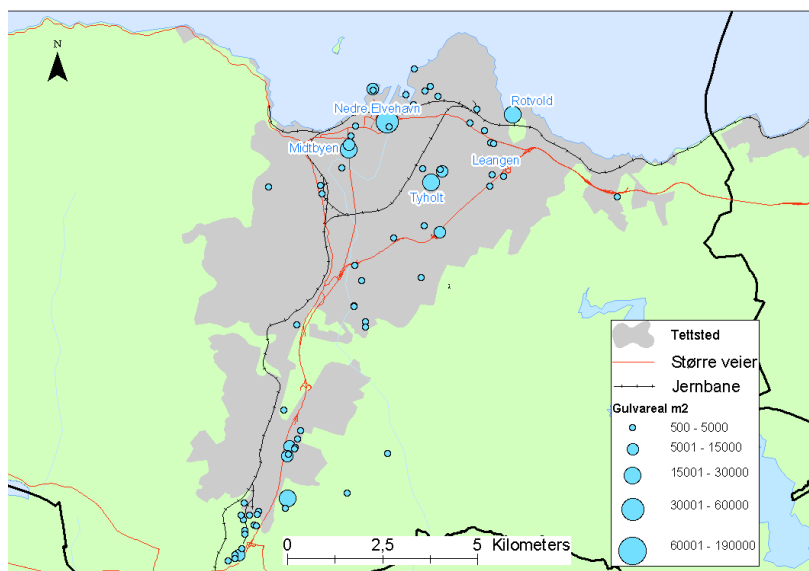 N
Rotvold
Nedre Elvehavn
Midtbyen
Leangen
Tyholt
Tettsted
Større veier
Jernbane
Gulvareal m2
500 - 5000
5001 - 15000
15001 - 30000
30001 - 60000
60001 - 190000
0 2,5 5 Kilometers